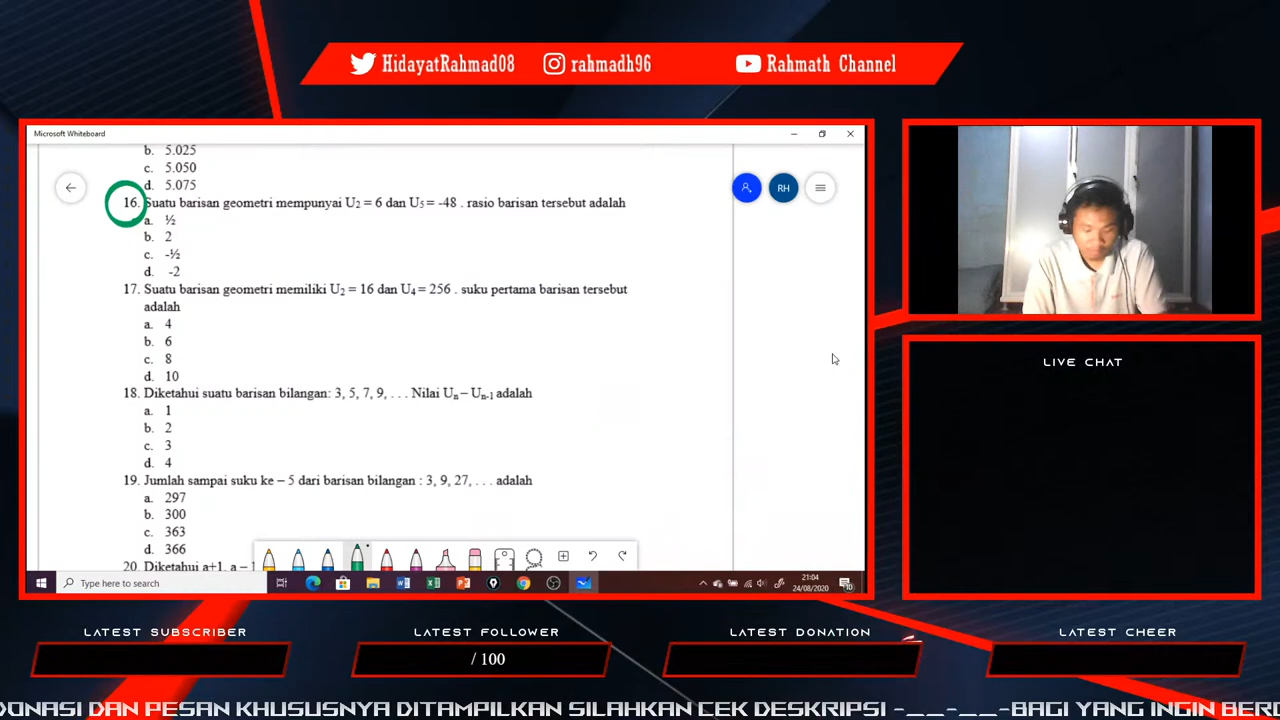 HidayatRahmad08 rahmadh96 Rahmath Channel
Microsoft Whiteboard
b. 5.025
c. 5.050
d. 5.075
RH
16. Suatu barisan geometri mempunyai U2 = 6 dan U5 = -48 . rasio barisan tersebut adalah
a. ½
b. 2
c. -½
d. -2
17. Suatu barisan geometri memiliki U2 = 16 dan U4 = 256 . suku pertama barisan tersebut
adalah
a. 4
b. 6
c. 8
d. 10
18. Diketahui suatu barisan bilangan: 3, 5, 7, 9, . . . Nilai Un – Un-1 adalah
a. 1
b. 2
c. 3
d. 4
19. Jumlah sampai suku ke – 5 dari barisan bilangan : 3, 9, 27, . . . adalah
a. 297
b. 300
c. 363
d. 366
20. Diketahui a+1, a – 1
Type here to search
21:04
24/08/2020
10
LIVE CHAT
LATEST SUBSCRIBER LATEST FOLLOWER LATEST DONATION LATEST CHEER
/ 100
DONASI DAN PESAN KHUSUSNYA DITAMPILKAN SILAHKAN CEK DESKRIPSI -__--__-BAGI YANG INGIN BER